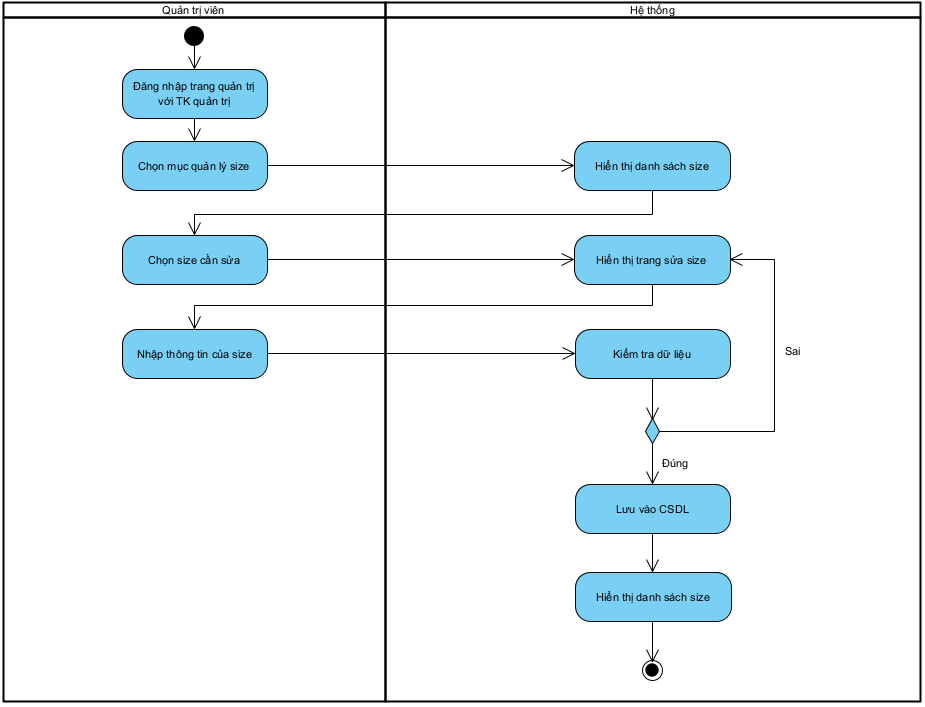 Quản trị viên
Hệ thống
Đăng nhập trang quản trị
với TK quản trị
Chọn mục quản lý size
Hiển thị danh sách size
Chọn size cần sửa
Hiển thị trang sửa size
Nhập thông tin của size
Kiểm tra dữ liệu
Sai
Đúng
Lưu vào CSDL
Hiển thị danh sách size